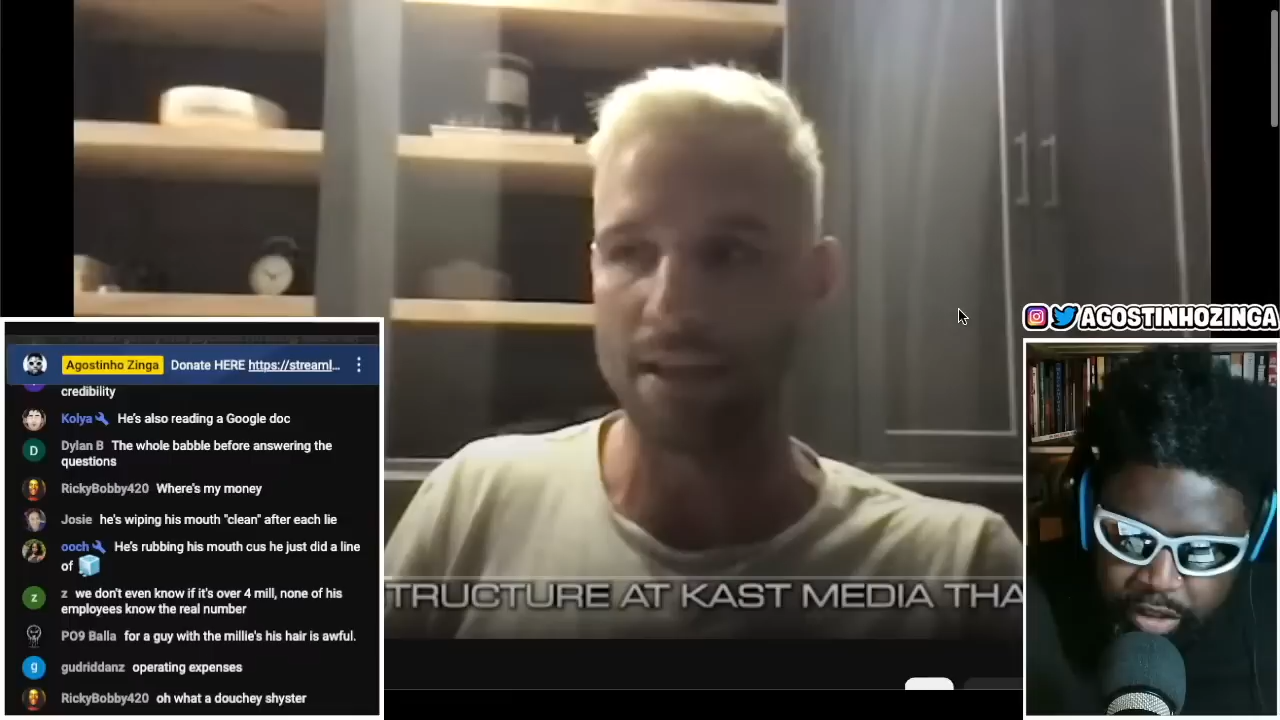 AGOSTINHOZINGA
Agostinho Zinga Donate HERE https://streaml...
credibility
Kolya He's also reading a Google doc
Dylan B The whole babble before answering the
questions
RickyBobby420 Where's my money
Josie he's wiping his mouth "clean" after each lie
ooch He's rubbing his mouth cus he just did a line
of
z we don't even know if it's over 4 mill, none of his
employees know the real number
PO9 Balla for a guy with the millie's his hair is awful.
gudriddanz operating expenses
RickyBobby420 oh what a douchey shyster
TRUCTURE AT KAST MEDIA THA